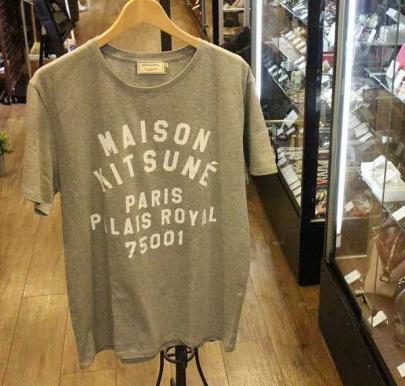 MAISON
KITSUNÉ
PARIS
PALAIS ROYAL
75001